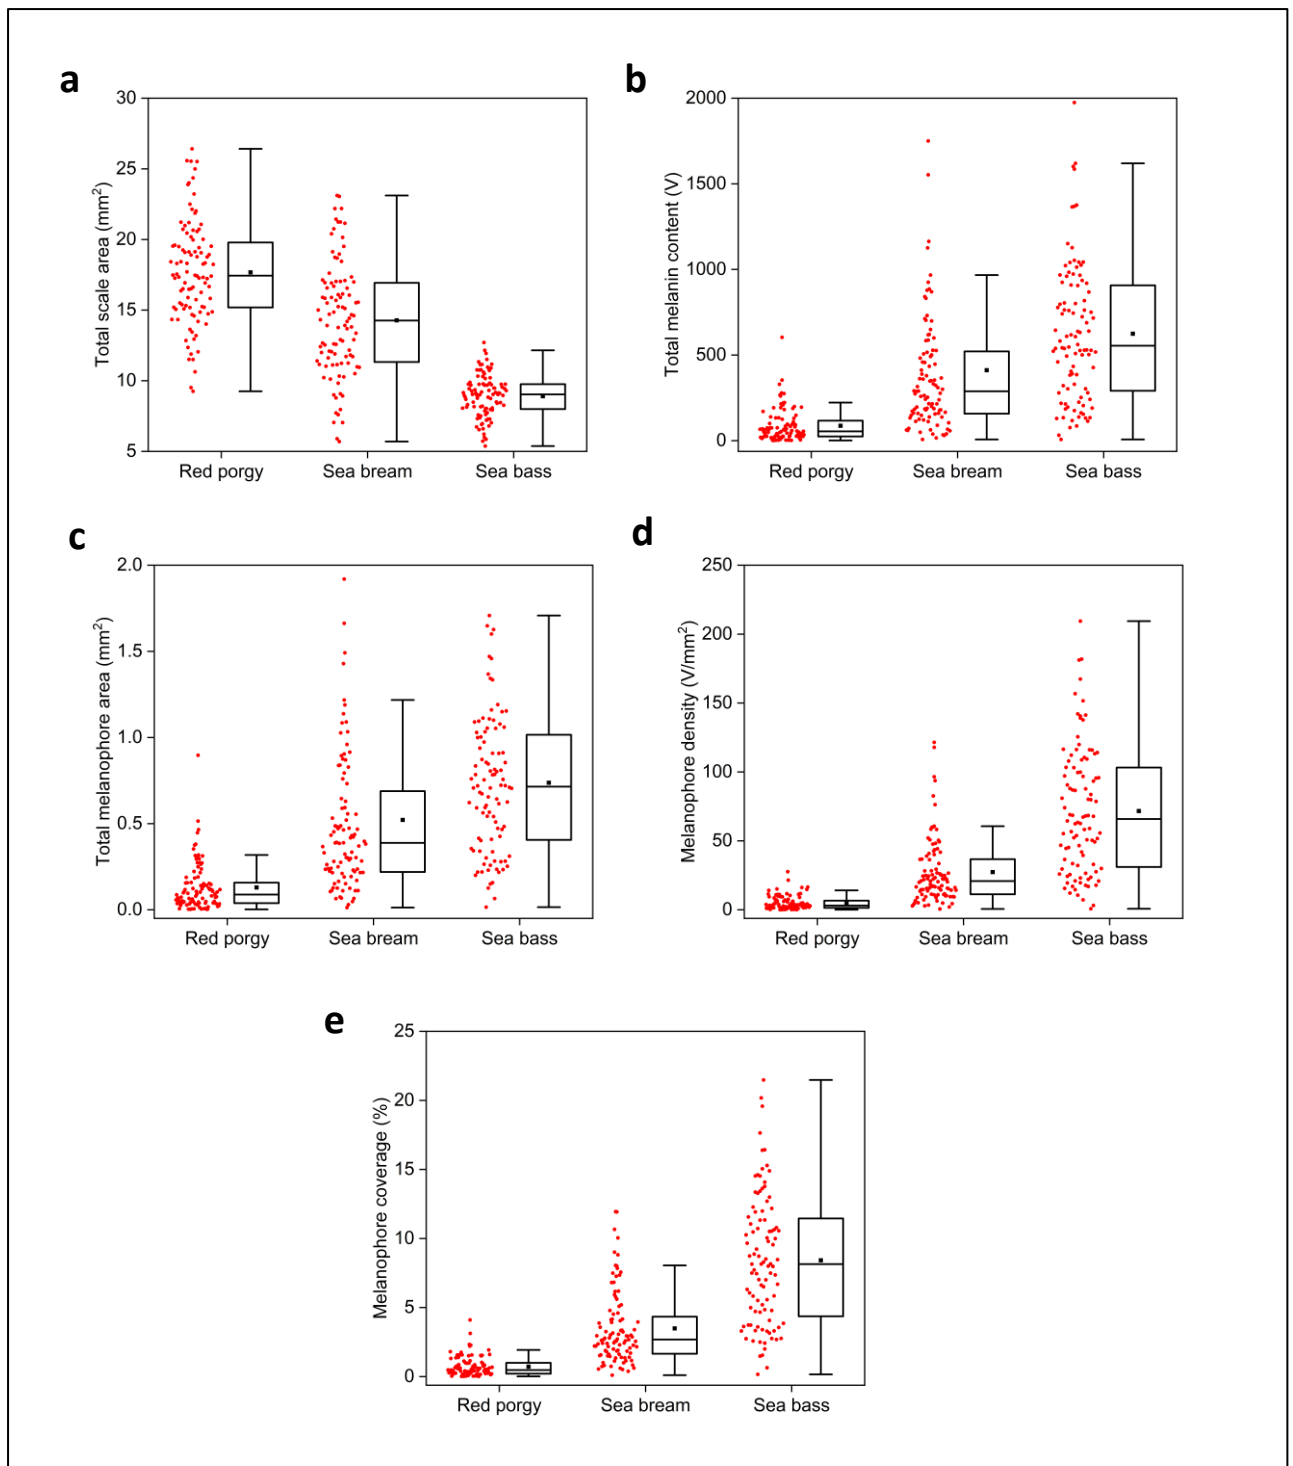 a
Total scale area (mm²)
30
25
20
15
10
5
Red porgy Sea bream Sea bass
b
Total melanin content (V)
2000
1500
1000
500
0
Red porgy Sea bream Sea bass
c
Total melanophore area (mm²)
2.0
1.5
1.0
0.5
0.0
Red porgy Sea bream Sea bass
d
Melanophore density (V/mm²)
250
200
150
100
50
0
Red porgy Sea bream Sea bass
e
Melanophore coverage (%)
25
20
15
10
5
0
Red porgy Sea bream Sea bass